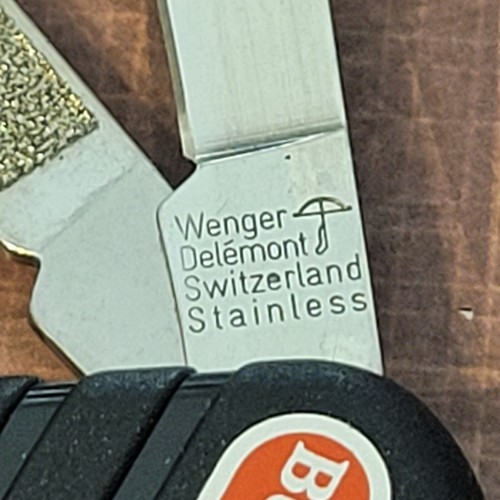 Wenger
Delémont
Switzerland
Stainless